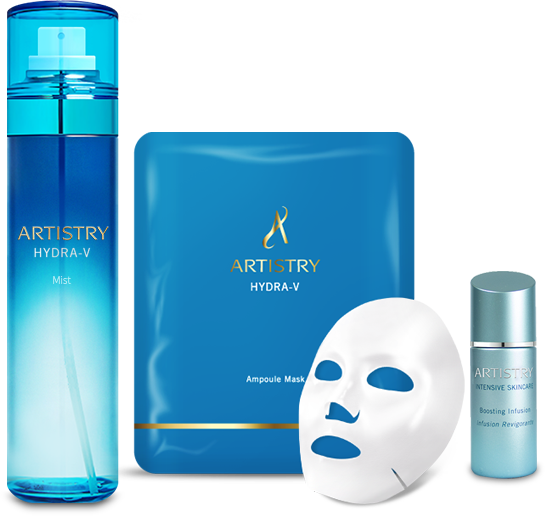 ARTISTRY
HYDRA-V
Mist
ARTISTRY
HYDRA-V
Ampoule Mask
ARTISTRY
INTENSIVE SKINCARE
Boosting Infusion
Infusion Revigorante